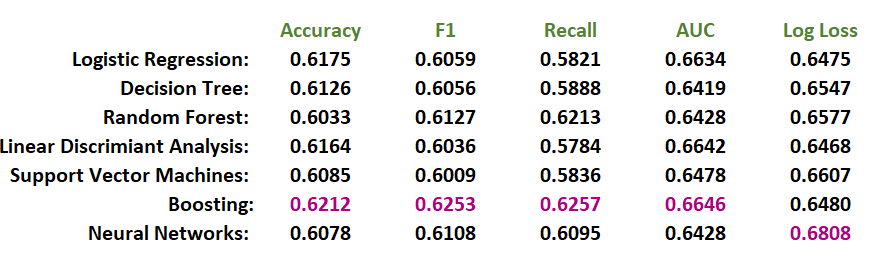 Accuracy F1 Recall AUC Log Loss
Logistic Regression: 0.6175 0.6059 0.5821 0.6634 0.6475
Decision Tree: 0.6126 0.6056 0.5888 0.6419 0.6547
Random Forest: 0.6033 0.6127 0.6213 0.6428 0.6577
Linear Discrimiant Analysis: 0.6164 0.6036 0.5784 0.6642 0.6468
Support Vector Machines: 0.6085 0.6009 0.5836 0.6478 0.6607
Boosting: 0.6212 0.6253 0.6257 0.6646 0.6480
Neural Networks: 0.6078 0.6108 0.6095 0.6428 0.6808